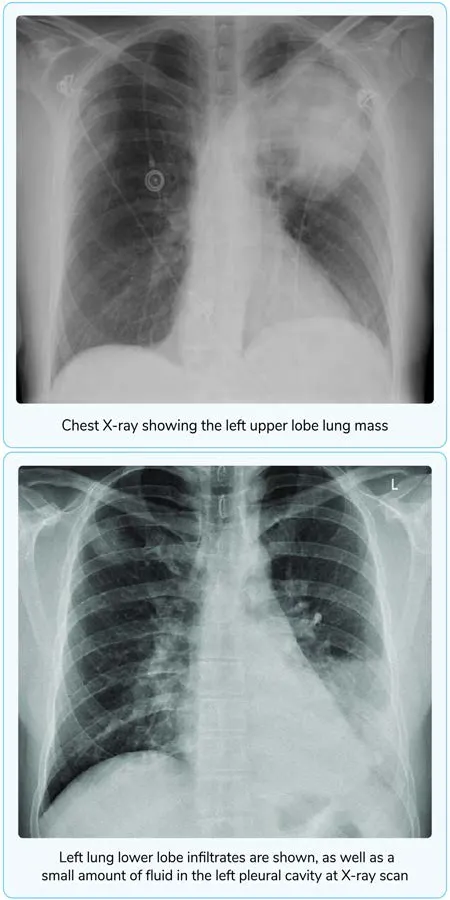 Chest X-ray showing the left upper lobe lung mass
L
Left lung lower lobe infiltrates are shown, as well as a
small amount of fluid in the left pleural cavity at X-ray scan